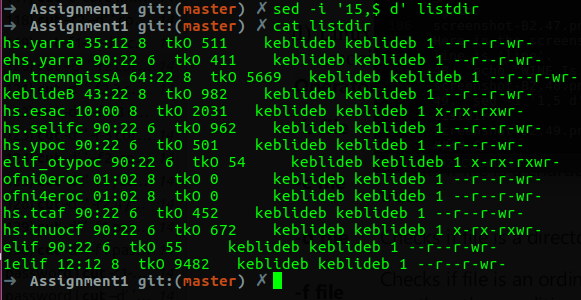 ➜ Assignment1 git:(master) ✗ sed -i '15,$ d' listdir
➜ Assignment1 git:(master) ✗ cat listdir
hs.yarra 35:12 8 tkO 511 keblideb keblideb 1 --r--r-wr-
ehs.yarra 90:22 6 tkO 411 keblideb keblideb 1 --r--r-wr-
dm.tnemngissA 64:22 8 tkO 5669 keblideb keblideb 1 --r--r-wr-
keblideB 43:22 8 tkO 982 keblideb keblideb 1 --r--r-wr-
hs.esac 10:00 8 tkO 2031 keblideb keblideb 1 x-rx-rxwr-
hs.selifc 90:22 6 tkO 962 keblideb keblideb 1 --r--r-wr-
hs.ypoc 90:22 6 tkO 501 keblideb keblideb 1 --r--r-wr-
elif_otypoc 90:22 6 tkO 54 keblideb keblideb 1 x-rx-rxwr-
ofni0eroc 01:02 8 tkO 0 keblideb keblideb 1 --r--r-wr-
ofni4eroc 01:02 8 tkO 0 keblideb keblideb 1 --r--r-wr-
hs.tcaf 90:22 6 tkO 452 keblideb keblideb 1 --r--r-wr-
hs.tnuocf 90:22 6 tkO 672 keblideb keblideb 1 x-rx-rxwr-
elif 90:22 6 tkO 55 keblideb keblideb 1 --r--r-wr-
1elif 12:12 8 tkO 9482 keblideb keblideb 1 --r--r-wr-
➜ Assignment1 git:(master) ✗